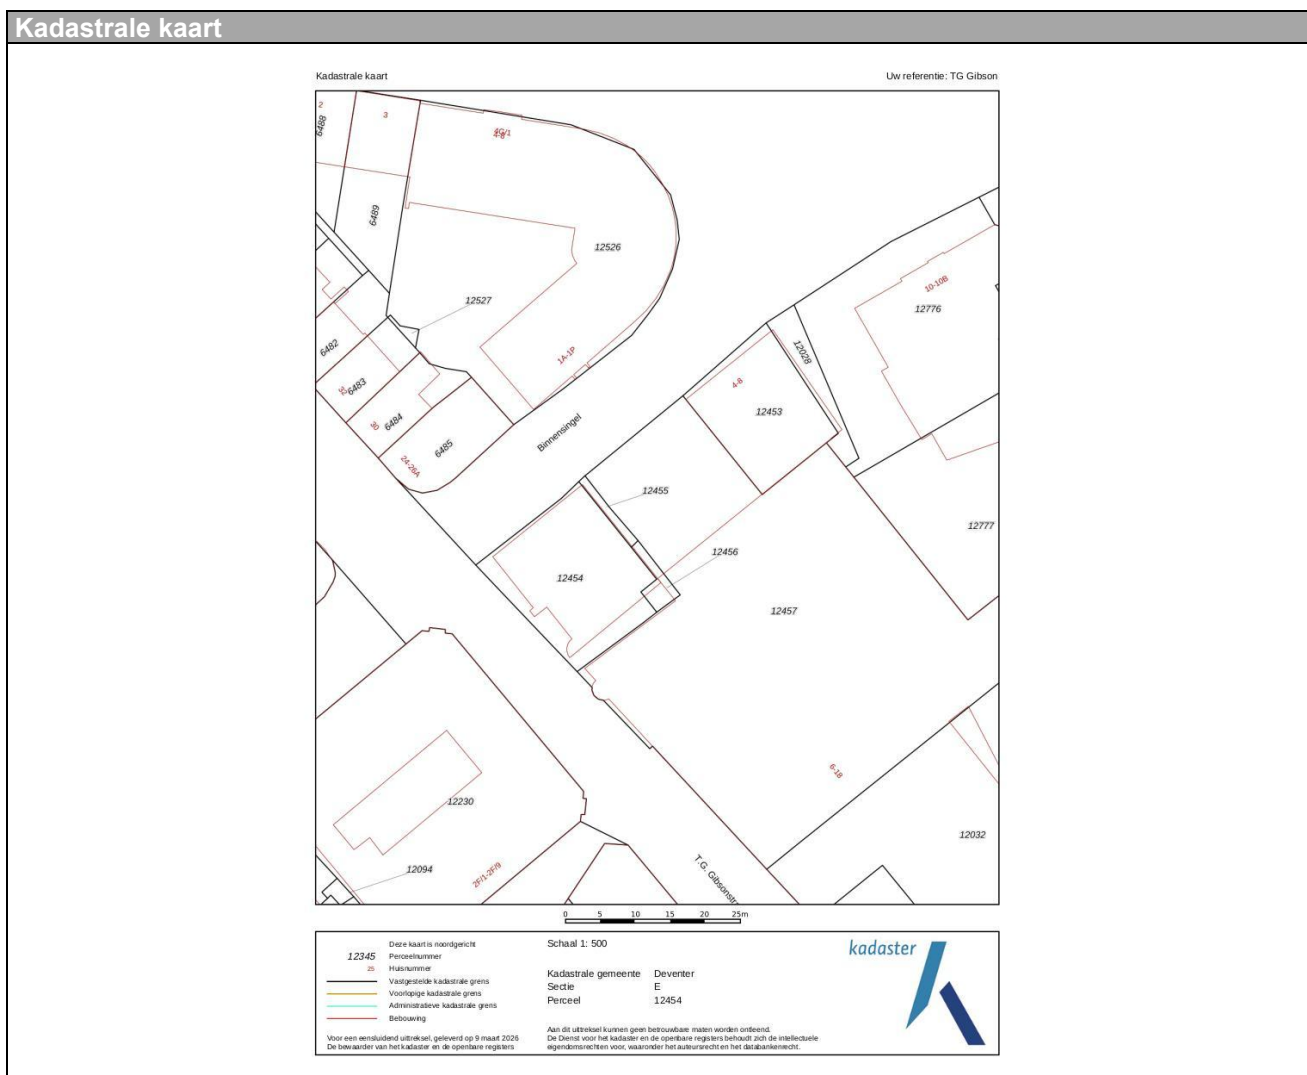 Kadastrale kaart
Kadastrale kaart
Uw referentie: TG Gibson
2
6488
3
4-8
6489
12526
12527
1A-1P
10-10B
12776
12028
6482
32
6483
30
6484
24-26A
6485
Binnensingel
4-8
12453
12455
12456
12454
12457
12777
6-18
12230
12094
2F/1-2F/9
12032
T.G. Gibsonstr
0 5 10 15 20 25m
Deze kaart is noordgericht
12345 Perceelnummer
25 Huisnummer
Vastgestelde kadastrale grens
Voorlopige kadastrale grens
Administratieve kadastrale grens
Bebouwing
Voor een eensluidend uittreksel, geleverd op 9 maart 2026
De bewaarder van het kadaster en de openbare registers
Schaal 1: 500
Kadastrale gemeente Deventer
Sectie E
Perceel 12454
Aan dit uittreksel kunnen geen betrouwbare maten worden ontleend.
De Dienst voor het kadaster en de openbare registers behoudt zich de intellectuele
eigendomsrechten voor, waaronder het auteursrecht en het databankenrecht.
kadaster